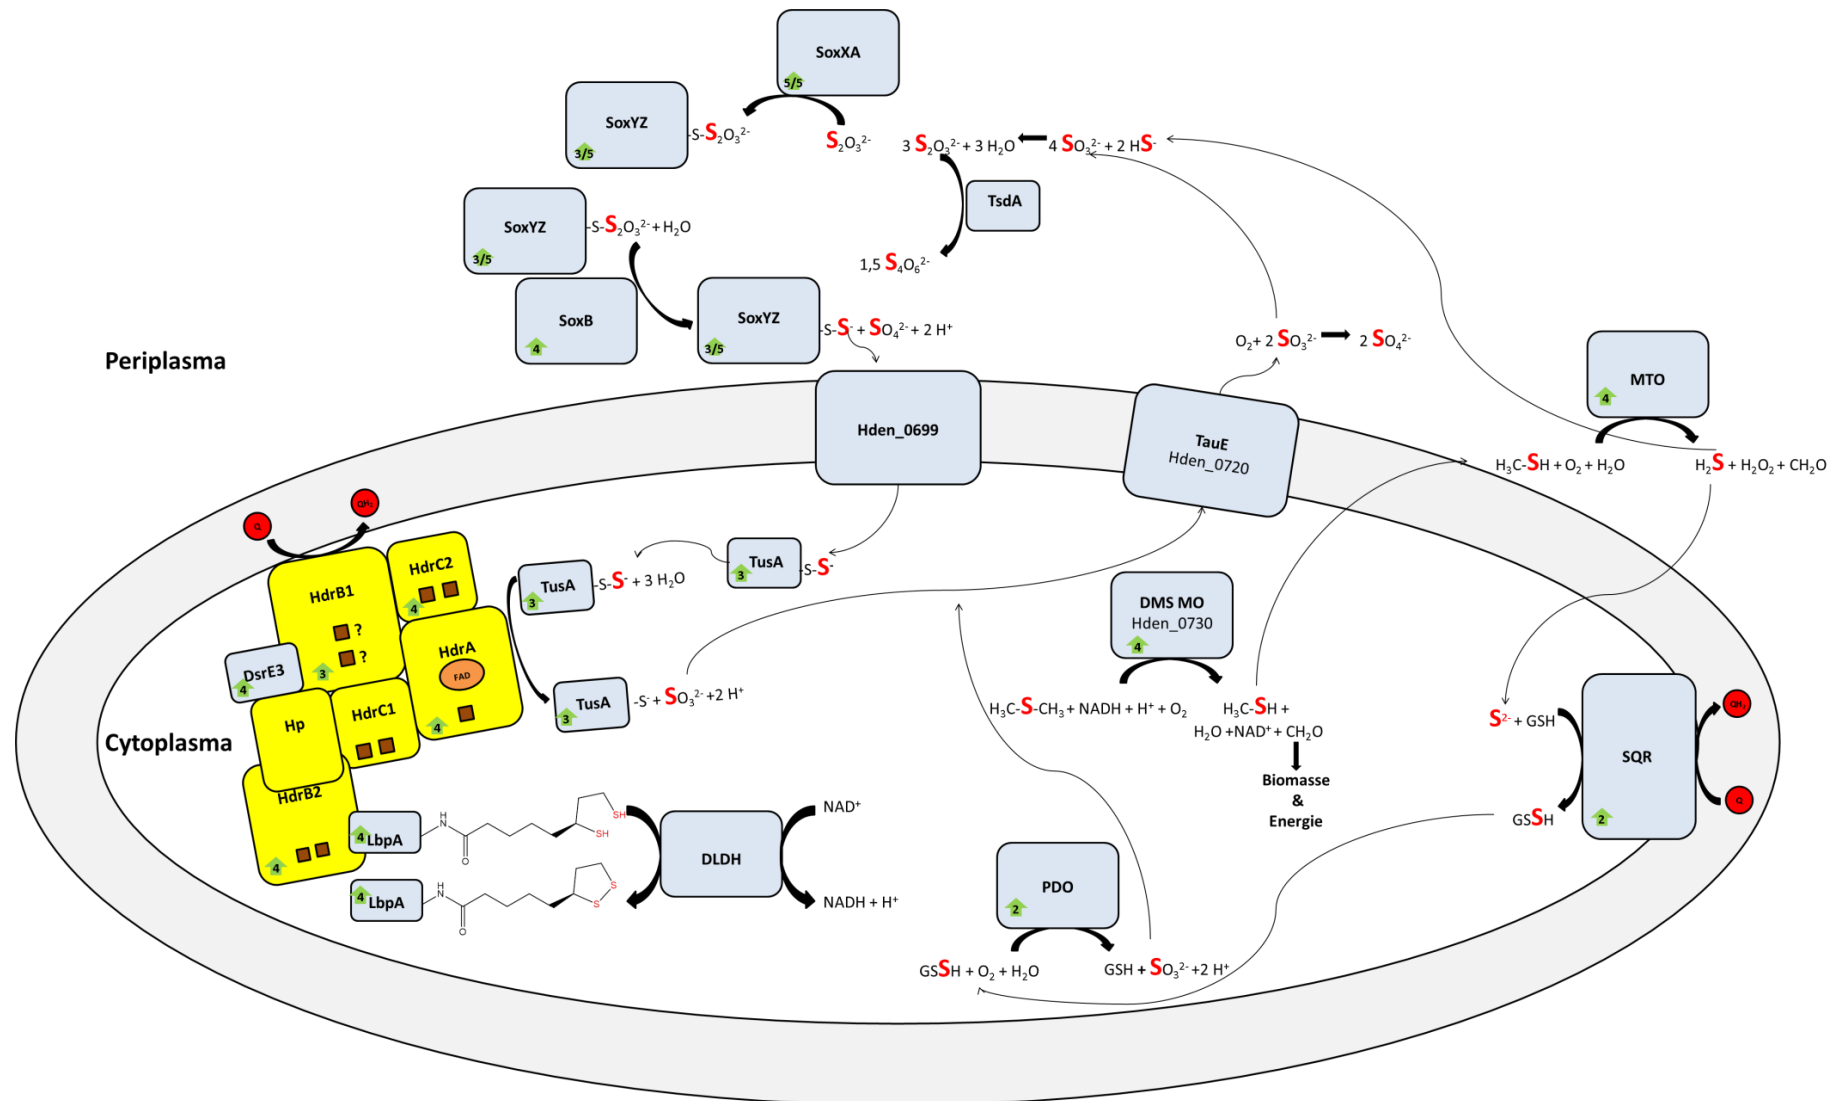 SoxXA
5/5
SoxYZ
3/5
-S-S₂O₃²⁻
S₂O₃²⁻
3 S₂O₃²⁻ + 3 H₂O
4 SO₃²⁻ + 2 HS⁻
TsdA
1,5 S₄O₆²⁻
SoxYZ
3/5
-S-S₂O₃²⁻ + H₂O
SoxB
4
SoxYZ
3/5
-S-S⁻ + SO₄²⁻ + 2 H⁺
O₂ + 2 SO₃²⁻
2 SO₄²⁻
Periplasma
MTO
4
Hden_0699
TauE
Hden_0720
H₃C-SH + O₂ + H₂O
H₂S + H₂O₂ + CH₂O
Q
QH₂
HdrB1
?
?
3
HdrC2
4
TusA
3
-S-S⁻ + 3 H₂O
TusA
3
-S-S⁻
DMS MO
Hden_0730
4
DsrE3
4
HdrA
FAD
4
TusA
3
-S⁻ + SO₃²⁻ +2 H⁺
H₃C-S-CH₃ + NADH + H⁺ + O₂
H₃C-SH +
H₂O +NAD⁺ + CH₂O
Biomasse
&
Energie
Hp
HdrC1
Cytoplasma
HdrB2
4
S²⁻ + GSH
SQR
2
QH₂
Q
GSSH
4
LbpA
H
N
O
SH
SH
DLDH
NAD⁺
NADH + H⁺
4
LbpA
H
N
O
S
S
PDO
2
GSSH + O₂ + H₂O
GSH + SO₃²⁻ +2 H⁺